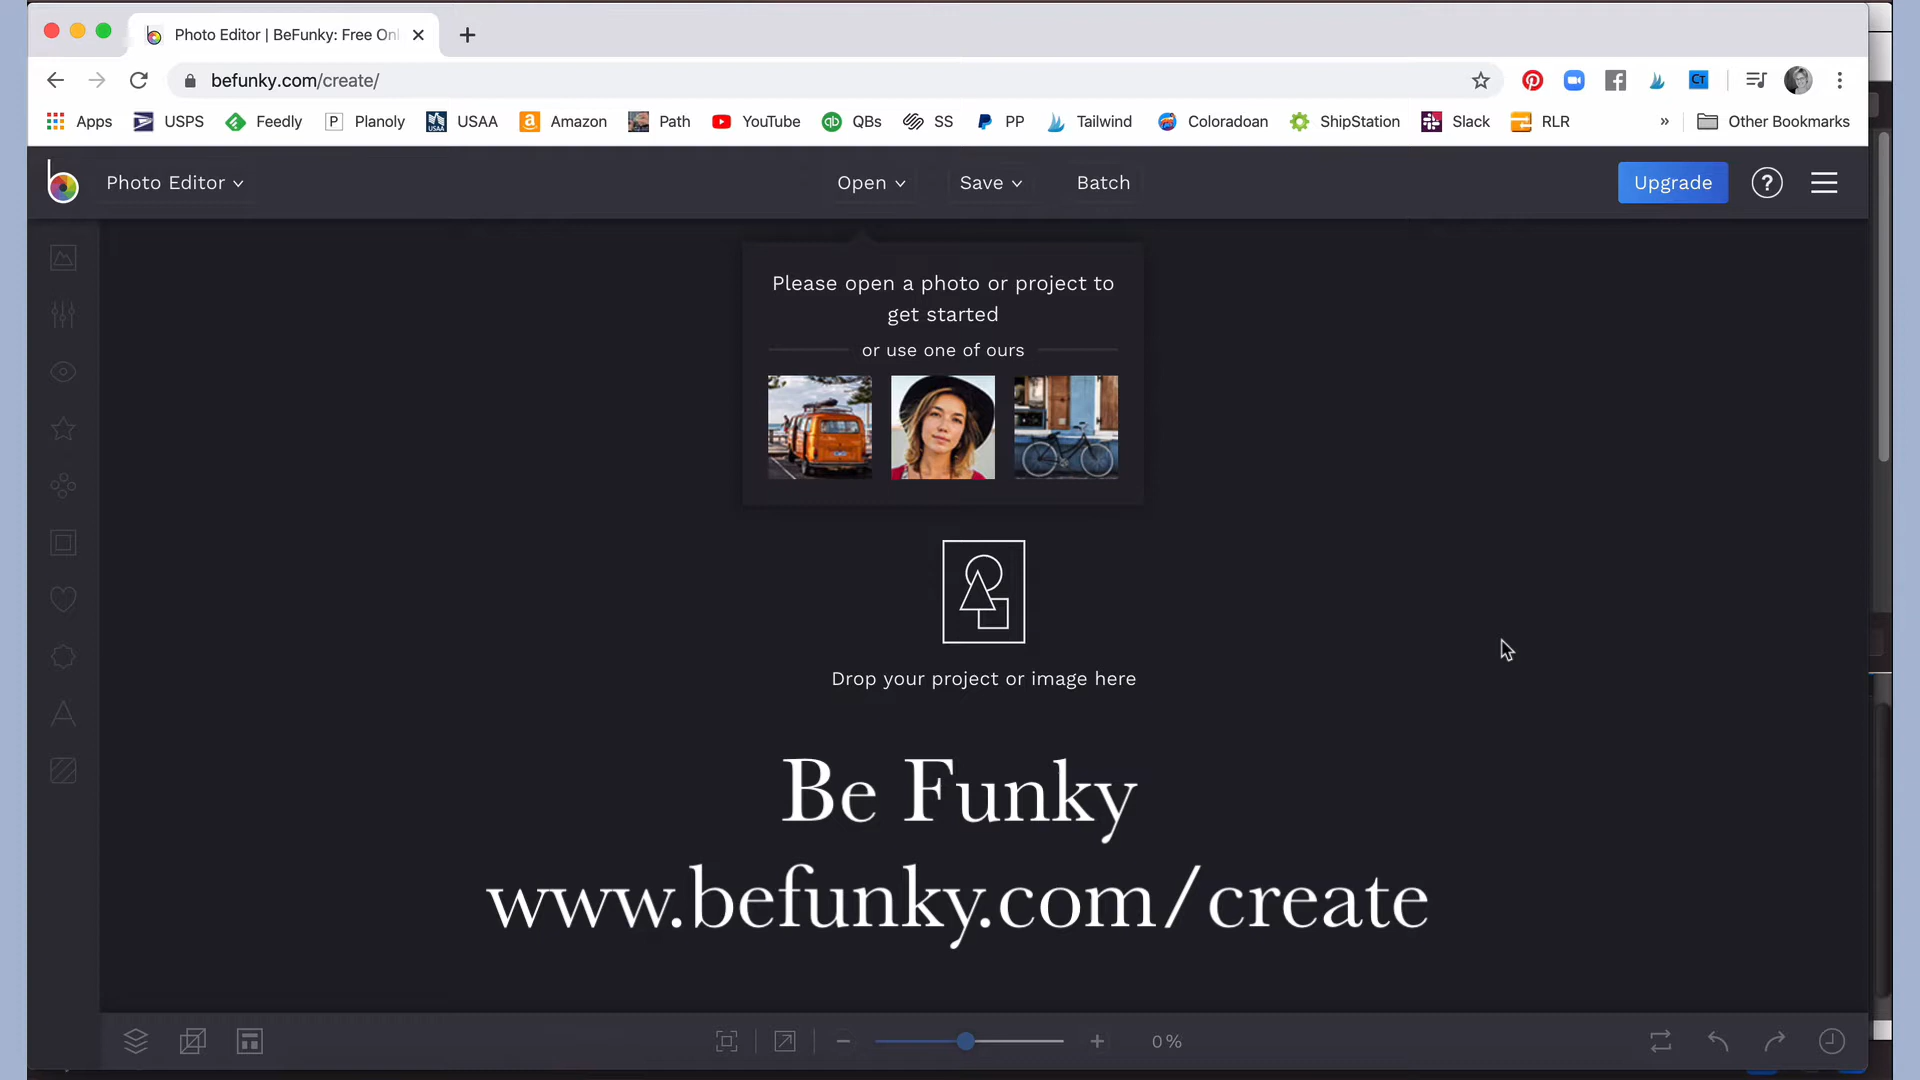 Photo Editor | BeFunky: Free Onl
befunky.com/create/
CT
Apps USPS Feedly P Planoly USAA Amazon Path YouTube QBs SS PP Tailwind Coloradoan ShipStation Slack RLR » Other Bookmarks
Photo Editor Open Save Batch Upgrade ?
Please open a photo or project to
get started
or use one of ours
Drop your project or image here
Be Funky
www.befunky.com/create
0 %